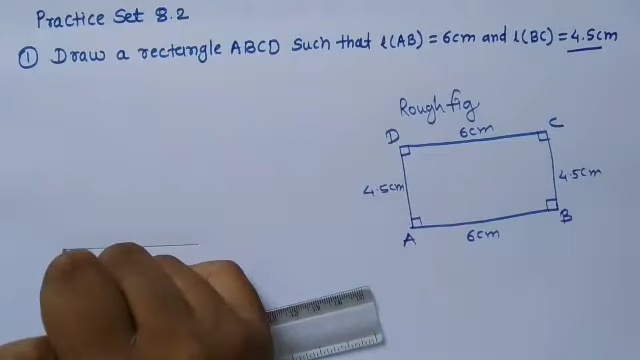 Practice Set 8.2
① Draw a rectangle ABCD Such that l(AB) = 6cm and l(BC) = 4.5cm
Rough fig
D 6cm C
4.5cm 4.5cm
A 6cm B